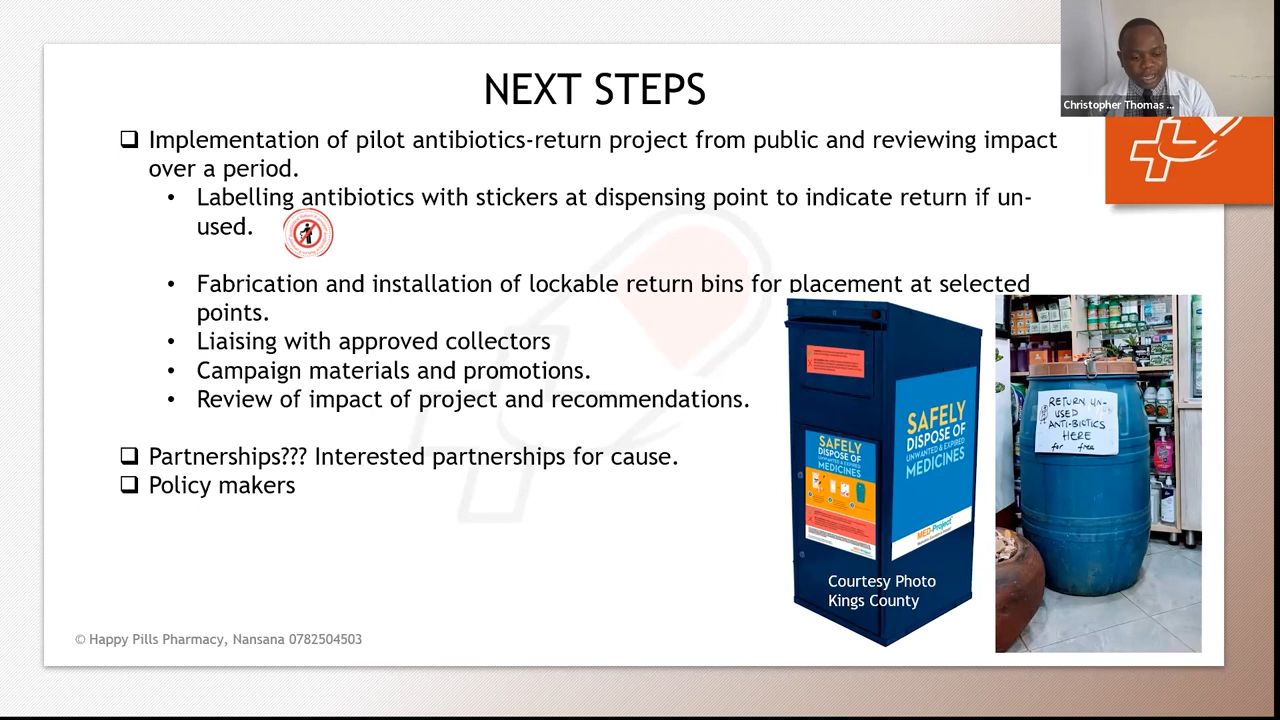 NEXT STEPS
Christopher Thomas ...
Implementation of pilot antibiotics-return project from public and reviewing impact
over a period.
• Labelling antibiotics with stickers at dispensing point to indicate return if un-
used.
• Fabrication and installation of lockable return bins for placement at selected
points.
• Liaising with approved collectors
• Campaign materials and promotions.
• Review of impact of project and recommendations.
Partnerships??? Interested partnerships for cause.
Policy makers
SAFELY
DISPOSE OF
UNWANTED & EXPIRED
MEDICINES
SAFELY
DISPOSE OF
UNWANTED & EXPIRED
MEDICINES
MED-Project
Courtesy Photo
Kings County
RETURN UN-
USED
ANTI-BIOTICS
HERE
for free
© Happy Pills Pharmacy, Nansana 0782504503